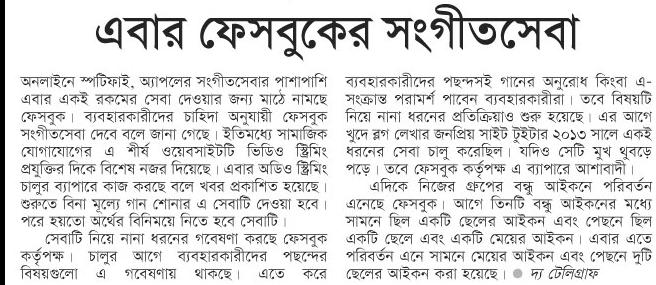 এবার ফেসবুকের সংগীতসেবা
অনলাইনে স্পটিফাই, অ্যাপলের সংগীতসেবার পাশাপাশি
এবার একই রকমের সেবা দেওয়ার জন্য মাঠে নামছে
ফেসবুক। ব্যবহারকারীদের চাহিদা অনুযায়ী ফেসবুক
সংগীতসেবা দেবে বলে জানা গেছে। ইতিমধ্যে সামাজিক
যোগাযোগের এ শীর্ষ ওয়েবসাইটটি ভিডিও স্ট্রিমিং
প্রযুক্তির দিকে বিশেষ নজর দিয়েছে। এবার অডিও স্ট্রিমিং
চালুর ব্যাপারে কাজ করছে বলে খবর প্রকাশিত হয়েছে।
শুরুতে বিনা মূল্যে গান শোনার এ সেবাটি দেওয়া হবে।
পরে হয়তো অর্থের বিনিময়ে নিতে হবে সেবাটি।
সেবাটি নিয়ে নানা ধরনের গবেষণা করছে ফেসবুক
কর্তৃপক্ষ। চালুর আগে ব্যবহারকারীদের পছন্দের
বিষয়গুলো এ গবেষণায় থাকছে। এতে করে
ব্যবহারকারীদের পছন্দসই গানের অনুরোধ কিংবা এ-
সংক্রান্ত পরামর্শ পাবেন ব্যবহারকারীরা। তবে বিষয়টি
নিয়ে নানা ধরনের প্রতিক্রিয়াও শুরু হয়েছে। এর আগে
খুদে ব্লগ লেখার জনপ্রিয় সাইট টুইটার ২০১৩ সালে একই
ধরনের সেবা চালু করেছিল। যদিও সেটি মুখ থুবড়ে
পড়ে। তবে ফেসবুক কর্তৃপক্ষ এ ব্যাপারে আশাবাদী।
এদিকে নিজের গ্রুপের বন্ধু আইকনে পরিবর্তন
এনেছে ফেসবুক। আগে তিনটি বন্ধু আইকনের মধ্যে
সামনে ছিল একটি ছেলের আইকন এবং পেছনে ছিল
একটি ছেলে এবং একটি মেয়ের আইকন। এবার এতে
পরিবর্তন এনে সামনে মেয়ের আইকন এবং পেছনে দুটি
ছেলের আইকন করা হয়েছে। ● দ্য টেলিগ্রাফ